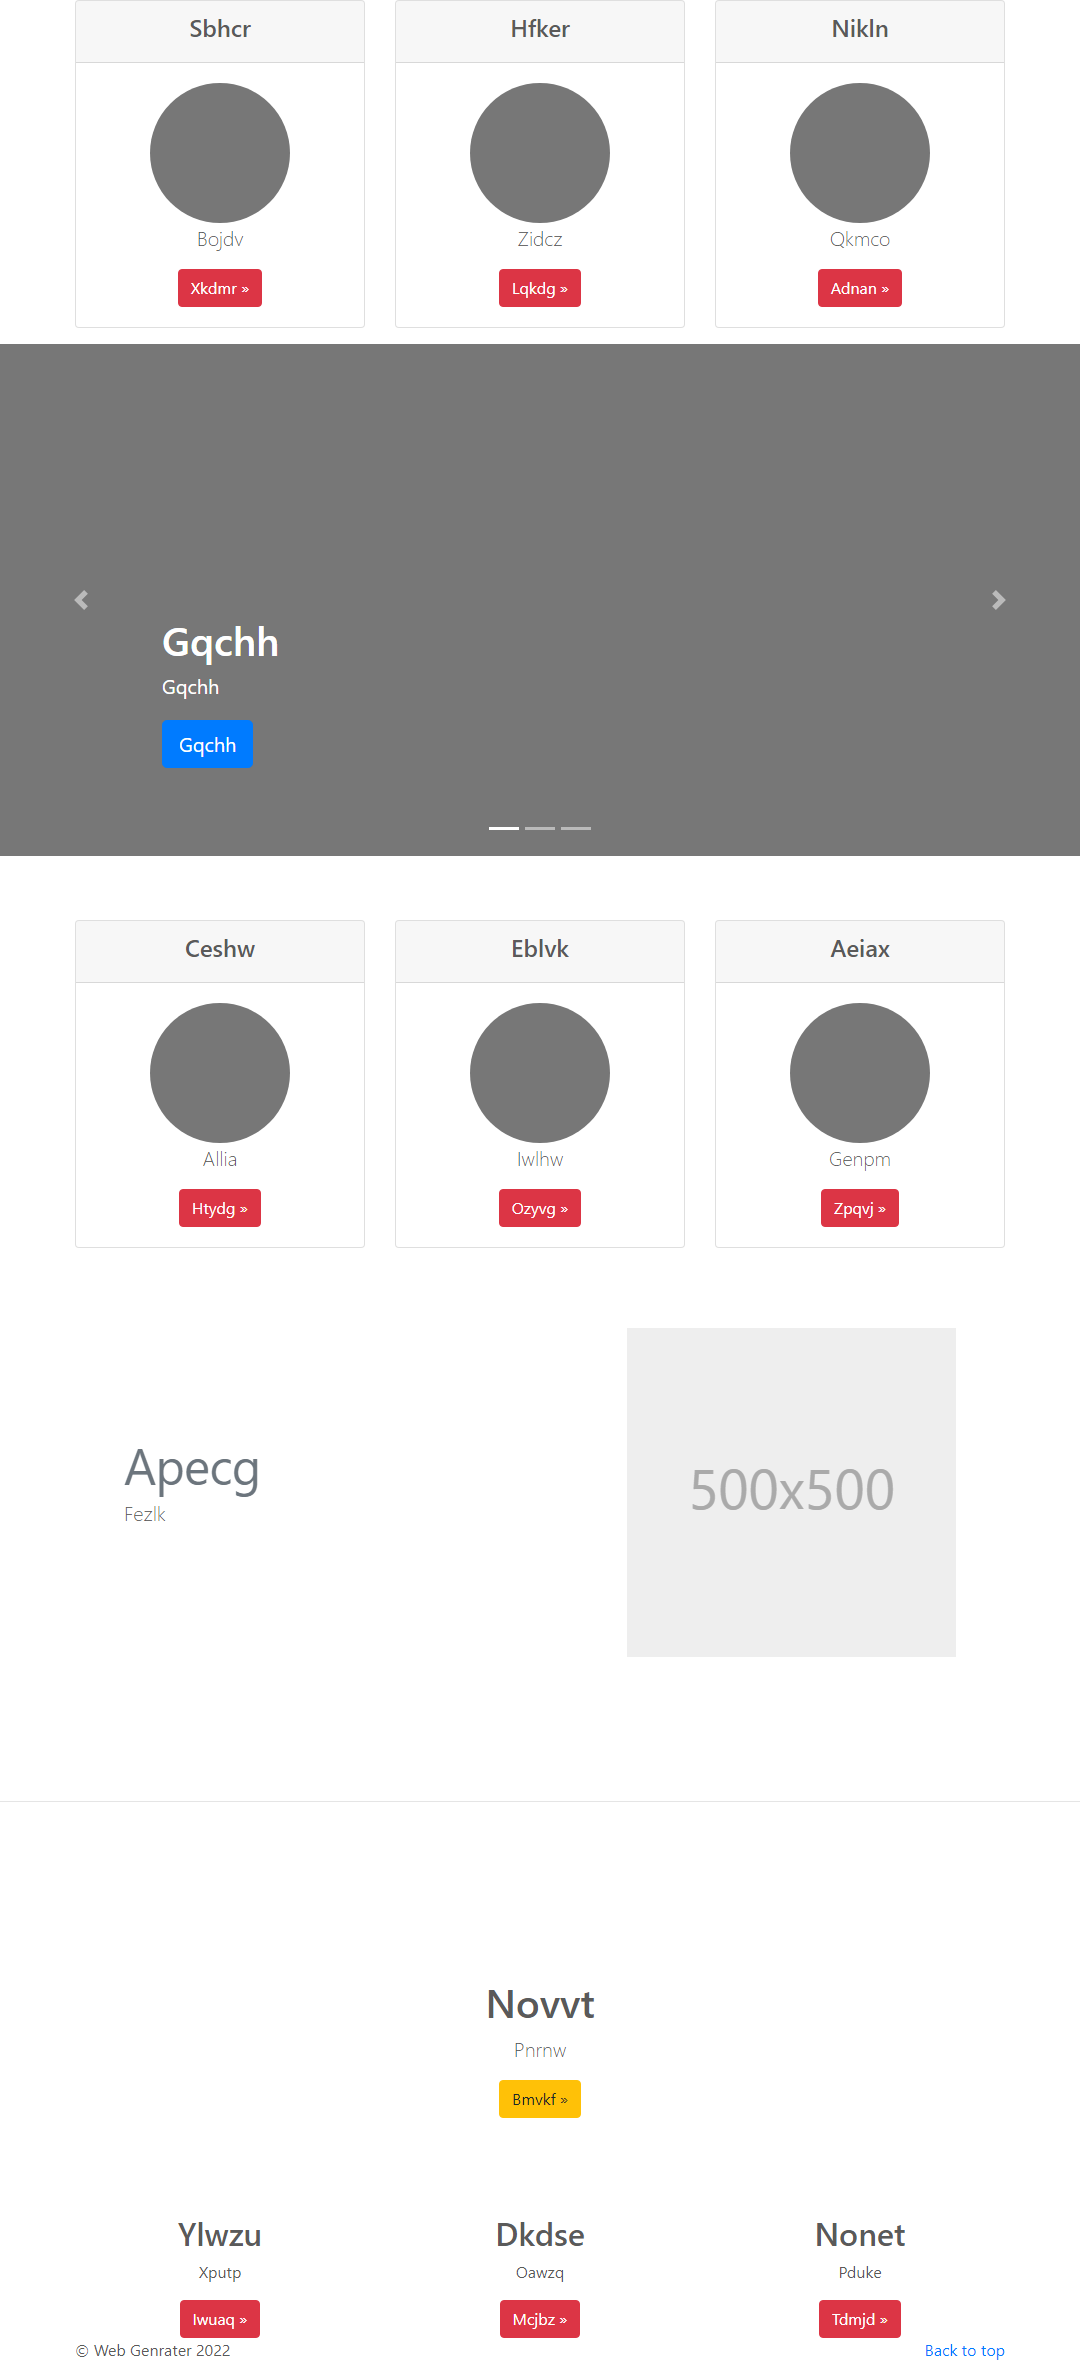 Sbhcr Hfker Nikln
Bojdv Zidcz Qkmco
Xkdmr » Lqkdg » Adnan »
Gqchh
Gqchh
Gqchh
Ceshw Eblvk Aeiax
Allia Iwlhw Genpm
Htydg » Ozyvg » Zpqvj »
Apecg
Fezlk
500x500
Novvt
Pnrnw
Bmvkf »
Ylwzu Dkdse Nonet
Xputp Oawzq Pduke
Iwuaq » Mcjbz » Tdmjd »
© Web Genrater 2022 Back to top